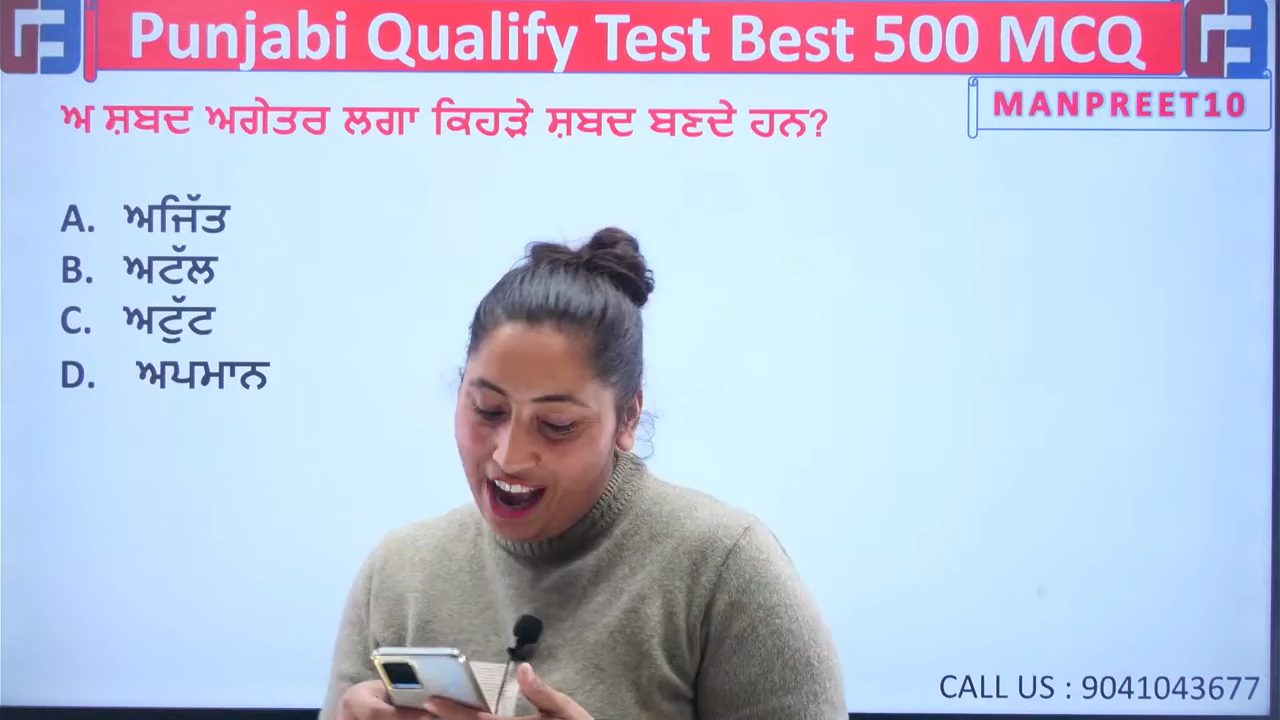 Punjabi Qualify Test Best 500 MCQ
MANPREET10
ਅ ਸ਼ਬਦ ਅਗੇਤਰ ਲਗਾ ਕਿਹੜੇ ਸ਼ਬਦ ਬਣਦੇ ਹਨ?
A. ਅਜਿੱਤ
B. ਅਟੱਲ
C. ਅਟੁੱਟ
D. ਅਪਮਾਨ
CALL US : 9041043677